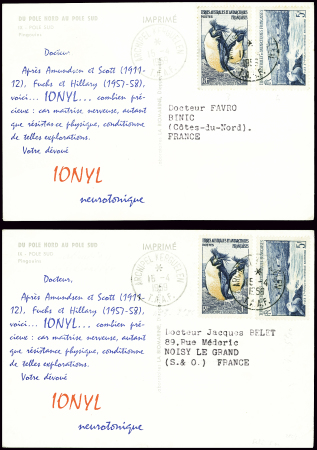 DU POLE NORD AU POLE SUD
IMPRIMÉ
Docteur,
Après Amundsen et Scott (1911-
12), Fuchs et Hillary (1957-58),
voici... IONYL... combien pré-
cieux : car maîtrise nerveuse, autant
que résistance physique, conditionne
de telles explorations.
Votre dévoué
IONYL
neurotonique
TERRES AUSTRALES ET ANTARCTIQUES
FRANÇAISES
Docteur FAVRO
BINIC
(Côtes-du-Nord).
FRANCE
DU POLE NORD AU POLE SUD
IMPRIMÉ
Docteur,
Après Amundsen et Scott (1911-
12), Fuchs et Hillary (1957-58),
voici... IONYL... combien pré-
cieux : car maîtrise nerveuse, autant
que résistance physique, conditionne
de telles explorations.
Votre dévoué
IONYL
neurotonique
TERRES AUSTRALES ET ANTARCTIQUES
FRANÇAISES
Docteur Jacques BELET
89,Rue Méderic
NOISY LE GRAND
(S.& O.) FRANCE